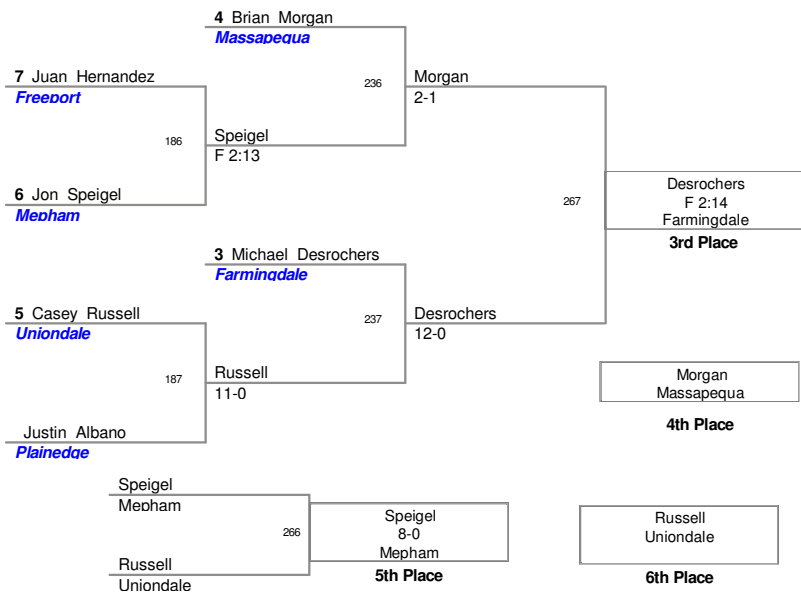 4 Brian Morgan
Massapequa
7 Juan Hernandez
Freeport
236
Morgan
2-1
186
Speigel
F 2:13
6 Jon Speigel
Mepham
267
Desrochers
F 2:14
Farmingdale
3rd Place
3 Michael Desrochers
Farmingdale
5 Casey Russell
Uniondale
237
Desrochers
12-0
187
Russell
11-0
Morgan
Massapequa
4th Place
Justin Albano
Plainedge
Speigel
Mepham
266
Speigel
8-0
Mepham
5th Place
Russell
Uniondale
Russell
Uniondale
6th Place